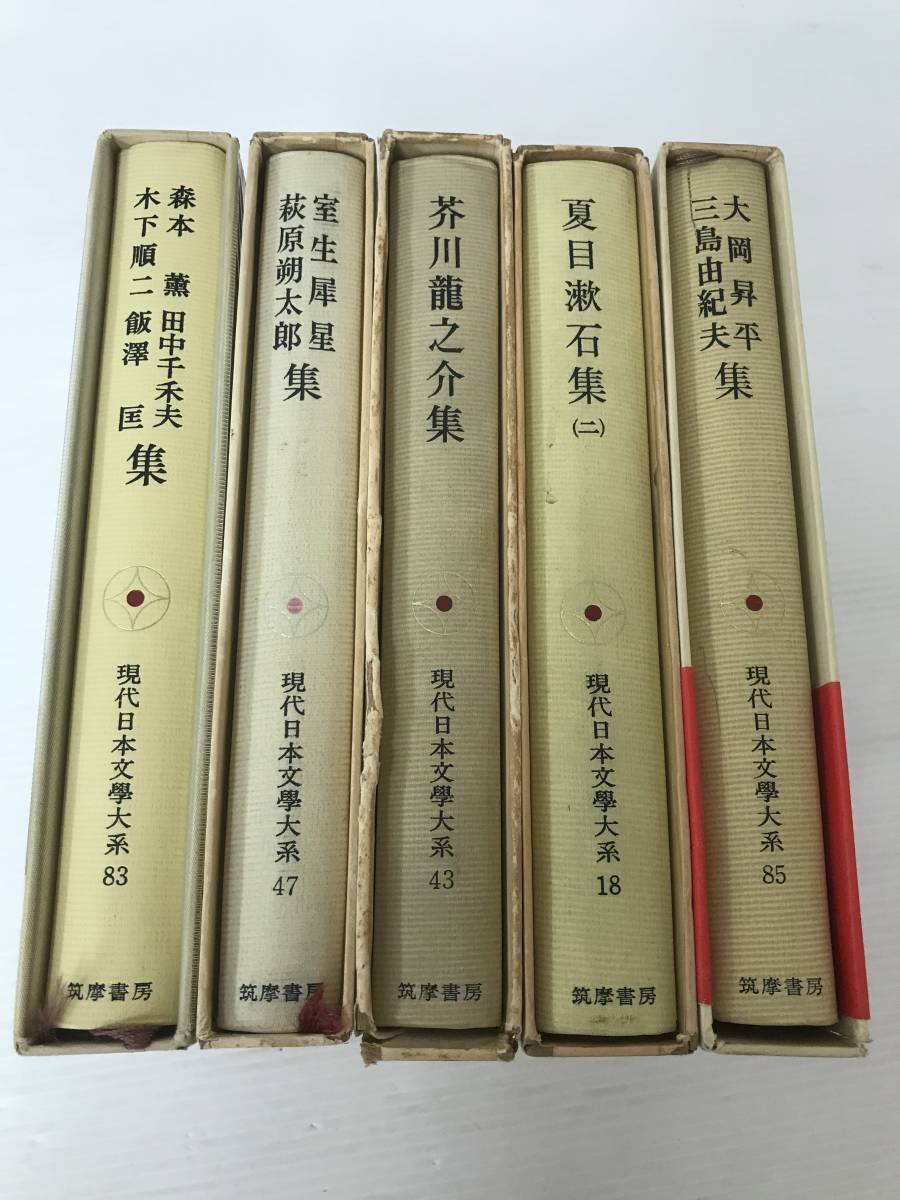 森本薫
木下順二
田中千禾夫
飯澤匡
集
現代日本文學大系
83
筑摩書房
室生犀星
萩原朔太郎
集
現代日本文學大系
47
筑摩書房
芥川龍之介集
現代日本文學大系
43
筑摩書房
夏目漱石集
(二)
現代日本文學大系
18
筑摩書房
大岡昇平
三島由紀夫
集
現代日本文學大系
85
筑摩書房